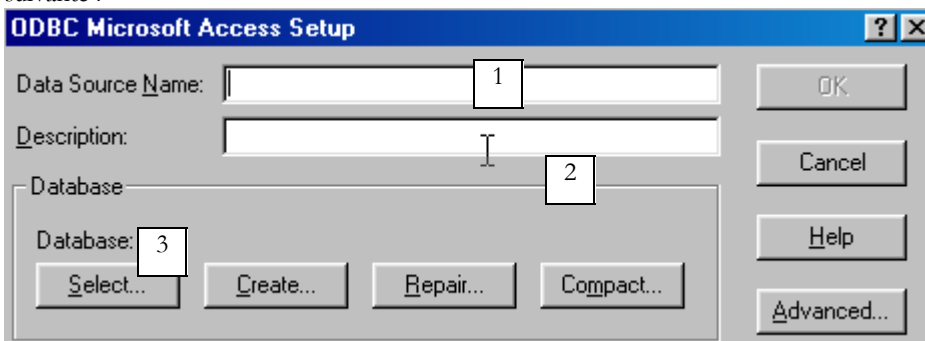 suivante :
ODBC Microsoft Access Setup
Data Source Name:
1
OK
Description:
2
Cancel
Database
Database:
3
Help
Select...
Create...
Repair...
Compact...
Advanced...